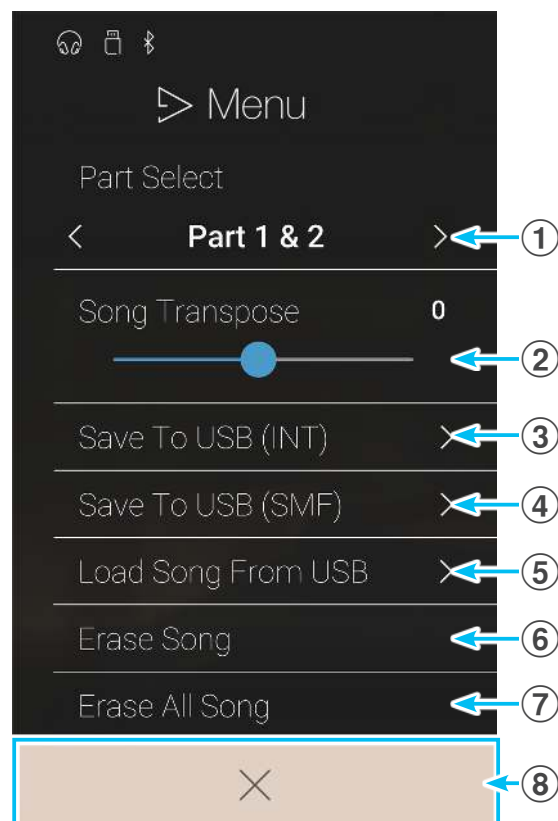 Menu
Part Select
Part 1 & 2
1
Song Transpose 0
2
Save To USB (INT)
3
Save To USB (SMF)
4
Load Song From USB
5
Erase Song
6
Erase All Song
7
8